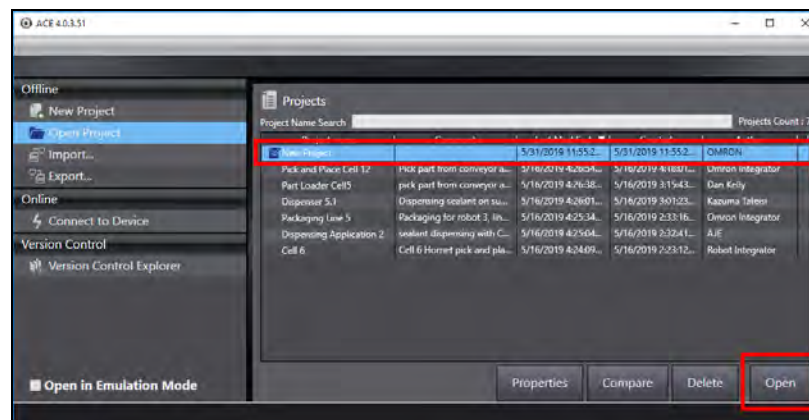 ACE 4.0.3.51
Offline
New Project
Open Project
Import...
Export...
Online
Connect to Device
Version Control
Version Control Explorer
Open in Emulation Mode
Projects
Project Name Search Projects Count : 7
New Project 5/31/2019 11:55:2... 5/31/2019 11:55:2... OMRON
Pick and Place Cell 12 Pick part from conveyor a... 5/16/2019 4:26:54... 5/16/2019 4:18:01... Omron Integrator
Part Loader Cell5 pick part from conveyor a... 5/16/2019 4:26:38... 5/16/2019 3:15:43... Dan Kelly
Dispenser 5.1 Dispensing sealant on su... 5/16/2019 4:26:01... 5/16/2019 3:01:23... Kazuma
Packaging Line 5 Packaging for robot 3, lin... 5/16/2019 4:25:34... 5/16/2019 2:33:16... Omron Integrator
Dispensing Application 2 sealant dispensing with C... 5/16/2019 4:25:04... 5/16/2019 2:32:41... AJE
Cell 6 Cell 6 Hornet pick and pla... 5/16/2019 4:24:09... 5/16/2019 2:23:12... Robot Integrator
Properties Compare Delete Open